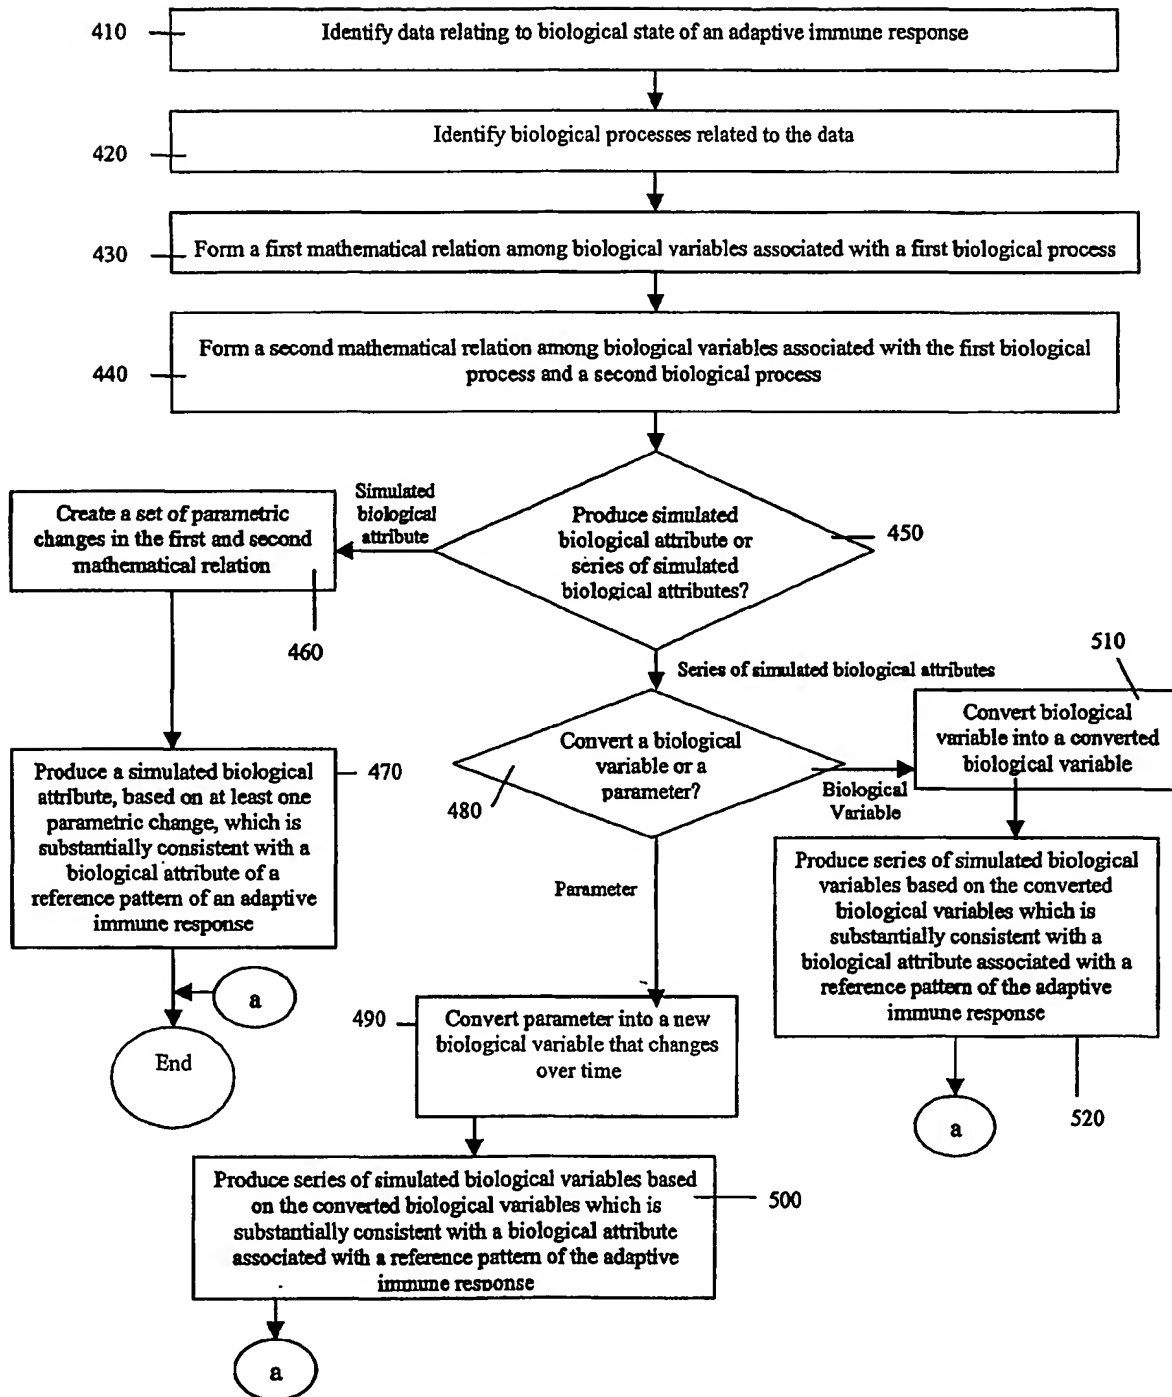 410
Identify data relating to biological state of an adaptive immune response
420
Identify biological processes related to the data
430
Form a first mathematical relation among biological variables associated with a first biological process
440
Form a second mathematical relation among biological variables associated with the first biological
process and a second biological process
Simulated
biological
attribute
Create a set of parametric
changes in the first and second
mathematical relation
460
Produce simulated
biological attribute or
series of simulated
biological attributes?
450
Series of simulated biological attributes
510
Convert biological
variable into a converted
biological variable
Convert a biological
variable or a
parameter?
480
Biological
Variable
Produce a simulated biological
attribute, based on at least one
parametric change, which is
substantially consistent with a
biological attribute of a
reference pattern of an adaptive
immune response
470
Parameter
Produce series of simulated biological
variables based on the converted
biological variables which is
substantially consistent with a
biological attribute associated with a
reference pattern of the adaptive
immune response
520
a
a
End
490
Convert parameter into a new
biological variable that changes
over time
Produce series of simulated biological variables based
on the converted biological variables which is
substantially consistent with a biological attribute
associated with a reference pattern of the adaptive
immune response
500
a